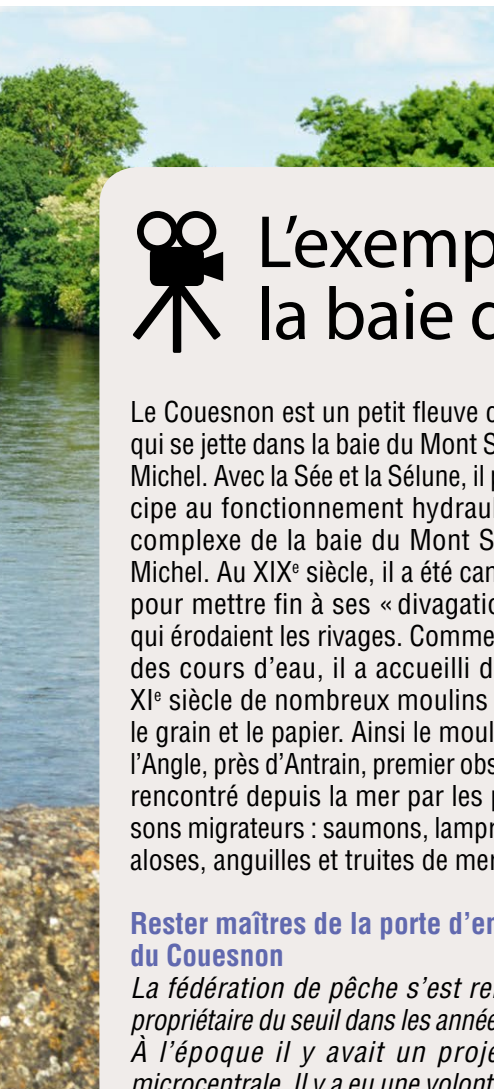 L'exemp
la baie d
Le Couesnon est un petit fleuve c
qui se jette dans la baie du Mont S
Michel. Avec la Sée et la Sélune, il p
cipe au fonctionnement hydraul
complexe de la baie du Mont S
Michel. Au XIXe siècle, il a été can
pour mettre fin à ses « divagatio
qui érodaient les rivages. Comme
des cours d'eau, il a accueilli d
XIe siècle de nombreux moulins
le grain et le papier. Ainsi le moul
l'Angle, près d'Antrain, premier obs
rencontré depuis la mer par les p
sons migrateurs : saumons, lampr
aloses, anguilles et truites de mer
Rester maîtres de la porte d'en
du Couesnon
La fédération de pêche s'est ren
propriétaire du seuil dans les année
À l'époque il y avait un proje
microcentrale. Il y a eu une volont